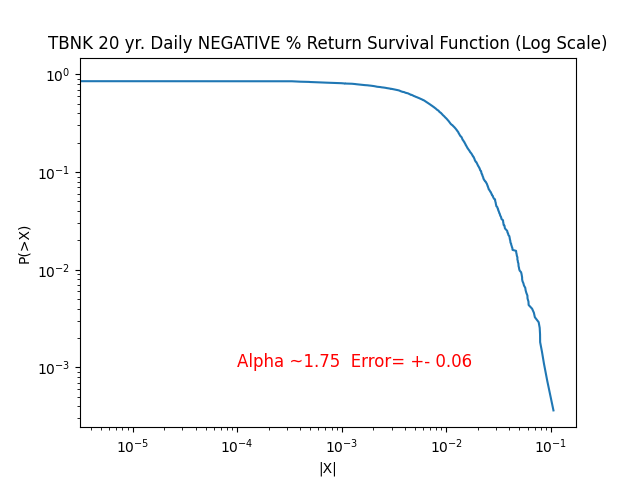 TBNK 20 yr. Daily NEGATIVE % Return Survival Function (Log Scale)
10⁰
10⁻¹
P(>X)
10⁻²
10⁻³
Alpha ~1.75  Error= +- 0.06
10⁻⁵ 10⁻⁴ 10⁻³ 10⁻² 10⁻¹
|X|